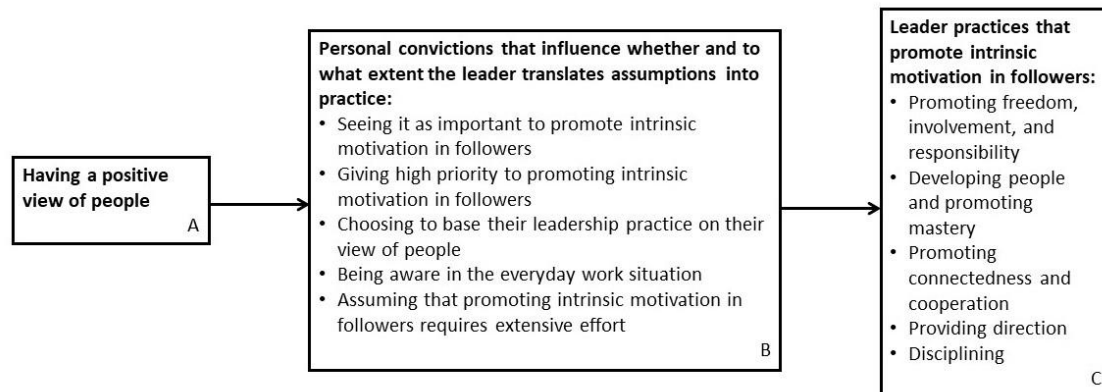 Having a positive
view of people
A
Personal convictions that influence whether and to
what extent the leader translates assumptions into
practice:
• Seeing it as important to promote intrinsic
motivation in followers
• Giving high priority to promoting intrinsic
motivation in followers
• Choosing to base their leadership practice on their
view of people
• Being aware in the everyday work situation
• Assuming that promoting intrinsic motivation in
followers requires extensive effort
B
Leader practices that
promote intrinsic
motivation in followers:
• Promoting freedom,
involvement, and
responsibility
• Developing people
and promoting
mastery
• Promoting
connectedness and
cooperation
• Providing direction
• Disciplining
C